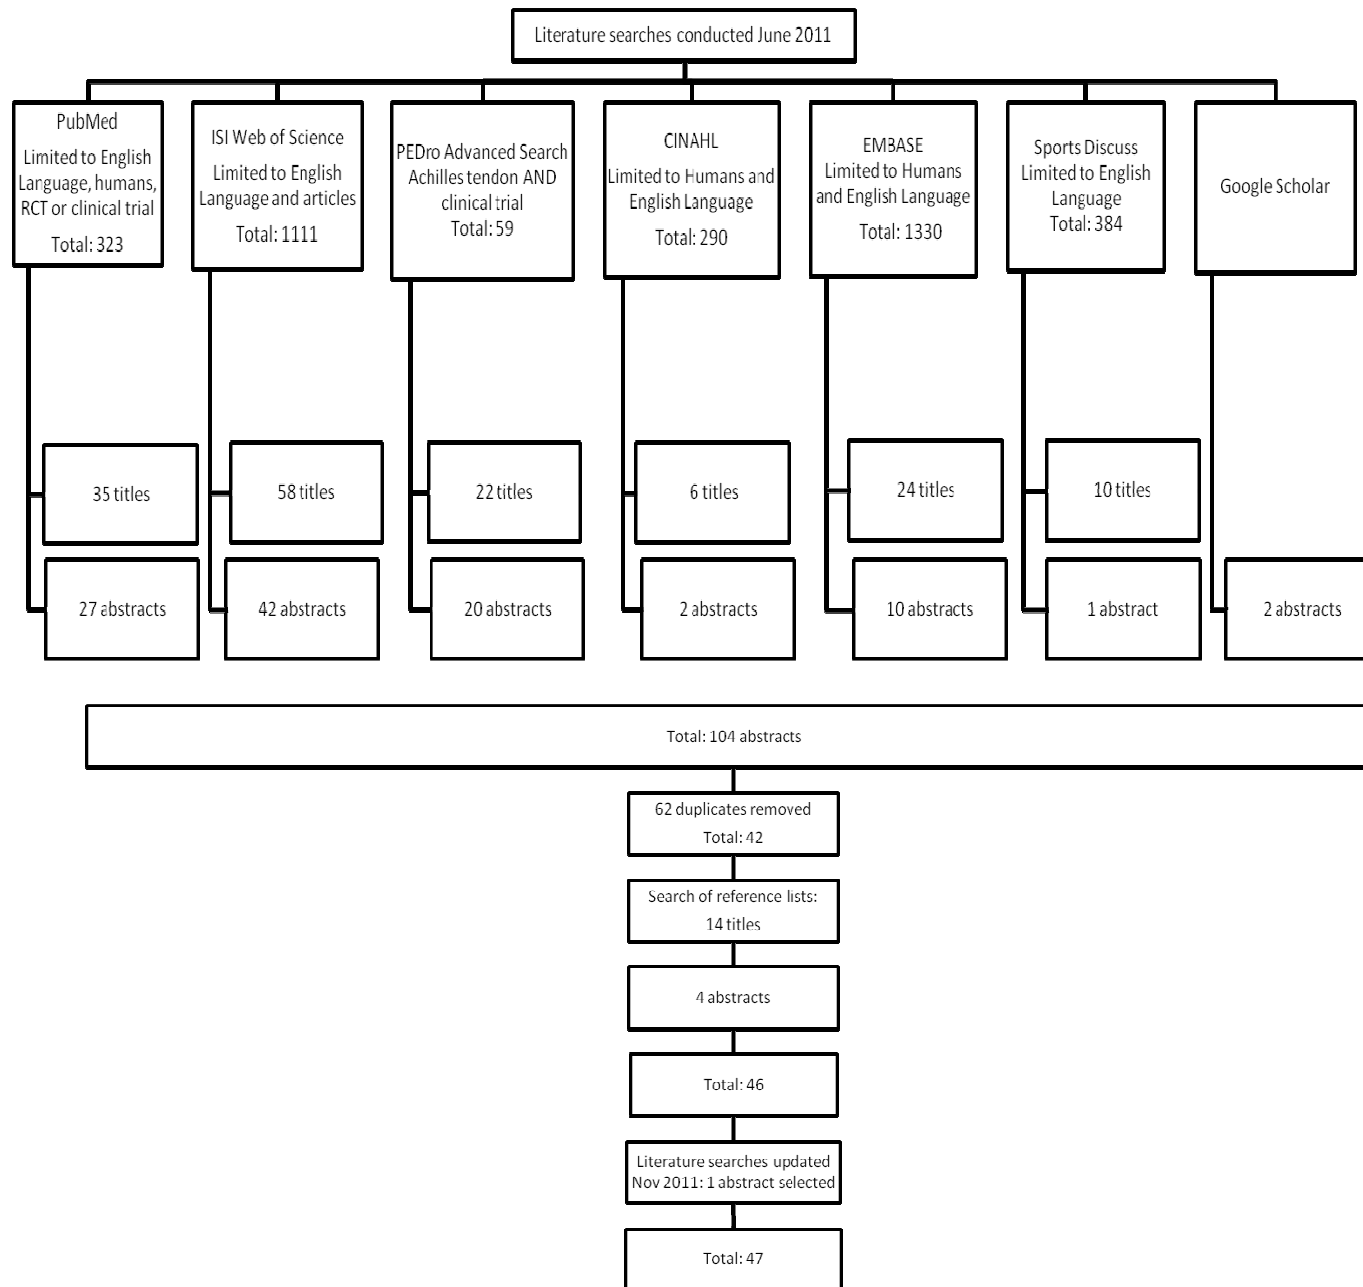 Literature searches conducted June 2011
PubMed
Limited to English
Language, humans,
RCT or clinical trial
Total: 323
ISI Web of Science
Limited to English
Language and articles
Total: 1111
PEDro Advanced Search
Achilles tendon AND
clinical trial
Total: 59
CINAHL
Limited to Humans and
English Language
Total: 290
EMBASE
Limited to Humans
and English Language
Total: 1330
Sports Discuss
Limited to English
Language
Total: 384
Google Scholar
35 titles
58 titles
22 titles
6 titles
24 titles
10 titles
27 abstracts
42 abstracts
20 abstracts
2 abstracts
10 abstracts
1 abstract
2 abstracts
Total: 104 abstracts
62 duplicates removed
Total: 42
Search of reference lists:
14 titles
4 abstracts
Total: 46
Literature searches updated
Nov 2011: 1 abstract selected
Total: 47